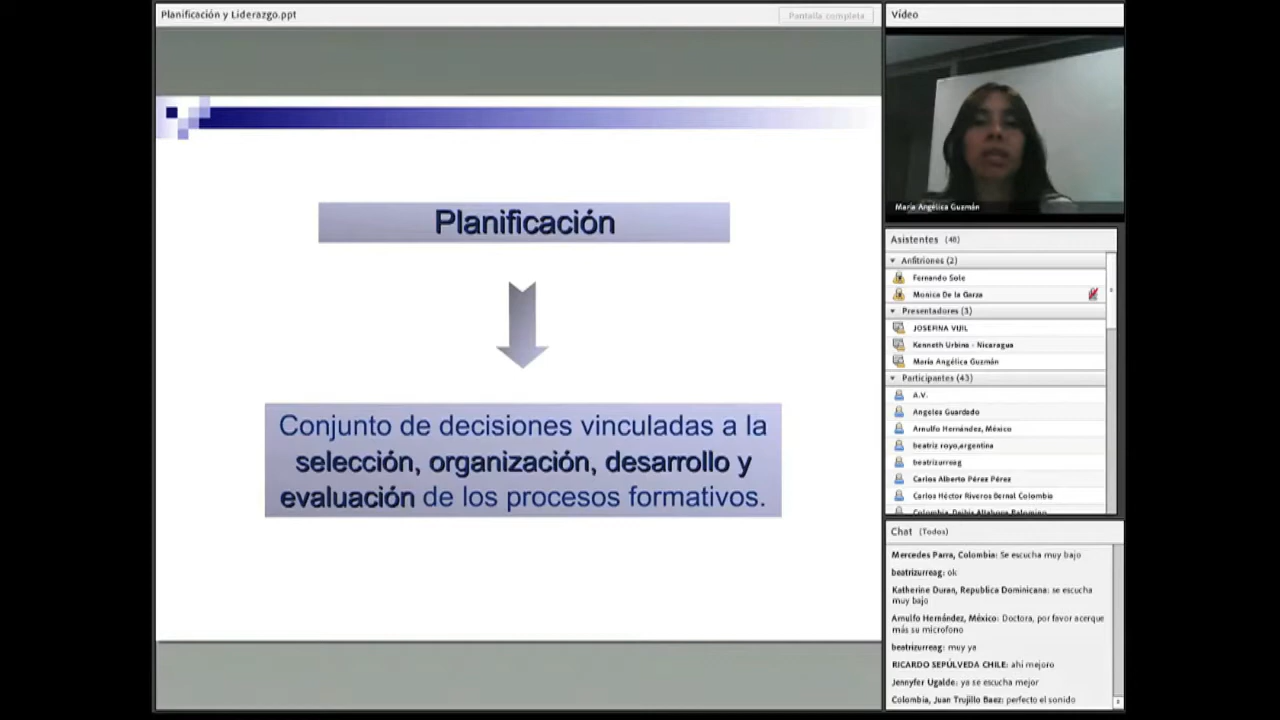 Planificación y Liderazgo.ppt
Pantalla completa
Planificación
Conjunto de decisiones vinculadas a la
selección, organización, desarrollo y
evaluación de los procesos formativos.
Vídeo
María Angélica Guzmán
Asistentes (48)
Anfitriones (2)
Fernando Sole
Monica De la Garza
Presentadores (3)
JOSEFINA VIJIL
Kenneth Urbina - Nicaragua
María Angélica Guzmán
Participantes (43)
A.V.
Angeles Guardado
Arnulfo Hernández, México
beatriz royo,argentina
beatrizurreag
Carlos Alberto Pérez Pérez
Carlos Héctor Riveros Bernal Colombia
Chat (Todos)
Mercedes Parra, Colombia: Se escucha muy bajo
beatrizurreag: ok
Katherine Duran, Republica Dominicana: se escucha
muy bajo
Arnulfo Hernández, México: Doctora, por favor acerque
más su microfono
beatrizurreag: muy ya
RICARDO SEPÚLVEDA CHILE: ahi mejoro
Jennyfer Ugalde: ya se escucha mejor
Colombia, Juan Trujillo Baez: perfecto el sonido